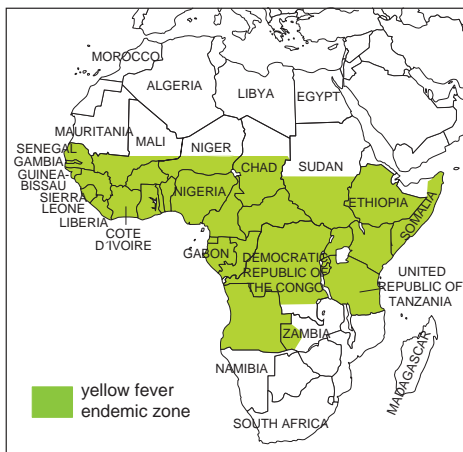 MOROCCO
ALGERIA
LIBYA
EGYPT
MAURITANIA
MALI
NIGER
CHAD
SUDAN
SENEGAL
GAMBIA
GUINEA-
BISSAU
SIERRA
LEONE
LIBERIA
COTE
D'IVOIRE
NIGERIA
ETHIOPIA
SOMALIA
GABON
DEMOCRATIC
REPUBLIC OF
THE CONGO
UNITED
REPUBLIC OF
TANZANIA
ZAMBIA
NAMIBIA
MADAGASCAR
SOUTH AFRICA
yellow fever
endemic zone